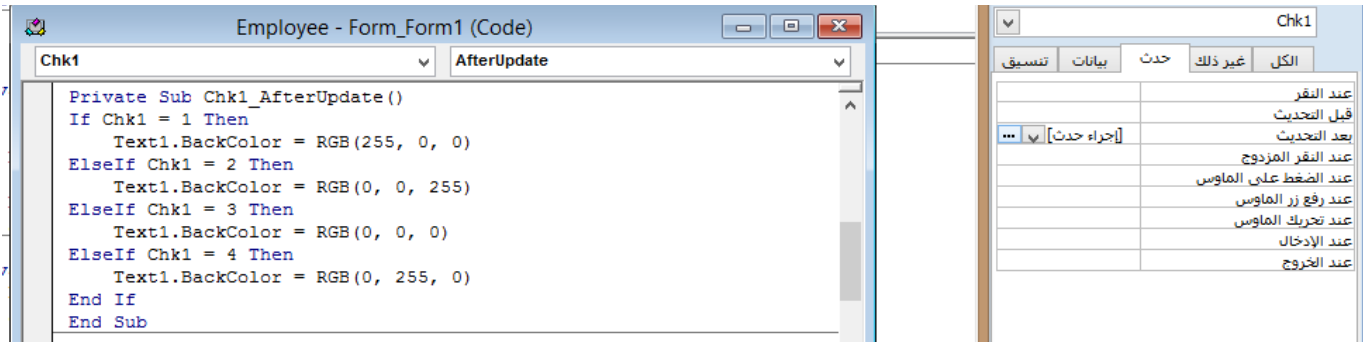 Employee - Form_Form1 (Code)
Chk1
AfterUpdate
Private Sub Chk1_AfterUpdate()
If Chk1 = 1 Then
Text1.BackColor = RGB(255, 0, 0)
ElseIf Chk1 = 2 Then
Text1.BackColor = RGB(0, 0, 255)
ElseIf Chk1 = 3 Then
Text1.BackColor = RGB(0, 0, 0)
ElseIf Chk1 = 4 Then
Text1.BackColor = RGB(0, 255, 0)
End If
End Sub
Chk1
الكل غير ذلك حدث بيانات تنسيق
عند النقر
قبل التحديث
بعد التحديث [إجراء حدث]
عند النقر المزدوج
عند الضغط على الماوس
عند رفع زر الماوس
عند تحريك الماوس
عند الإدخال
عند الخروج